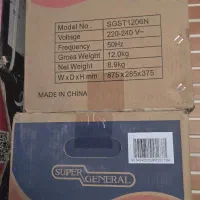 Model No. : SGST1206N
Voltage : 220-240 V~
Frequency : 50Hz
Gross Weight : 12.0kg
Net Weight : 8.9kg
W x D x H mm : 875x285x375
MADE IN CHINA
SUPER
GENERAL